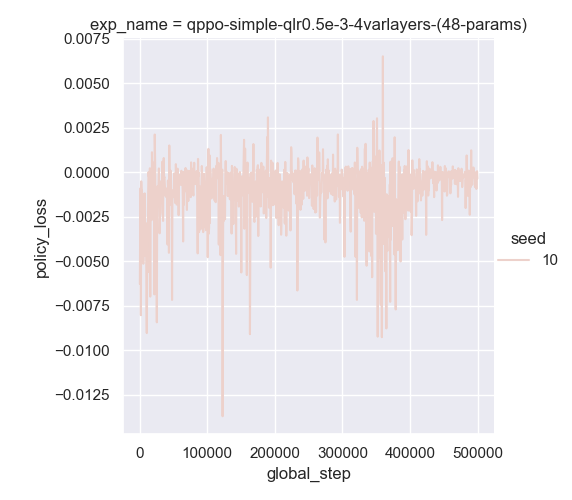 exp_name = qppo-simple-qlr0.5e-3-4varlayers-(48-params)
0.0075
0.0050
0.0025
0.0000
−0.0025
−0.0050
−0.0075
−0.0100
−0.0125
policy_loss
seed
10
0 100000 200000 300000 400000 500000
global_step